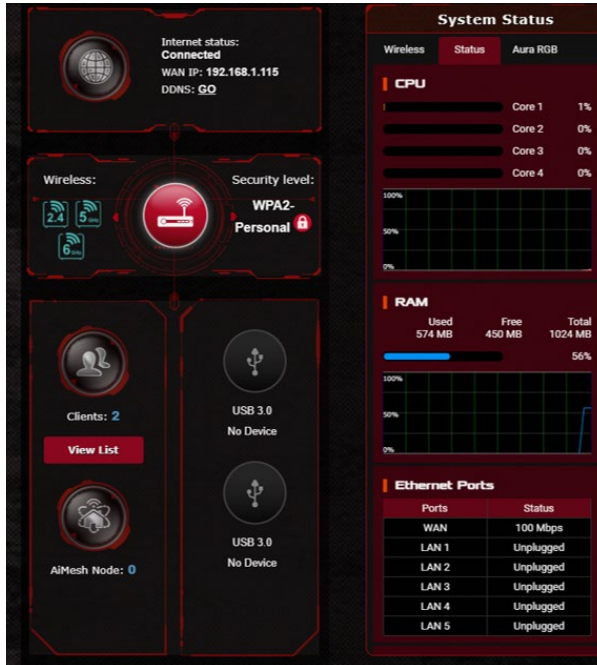 Internet status:
Connected
WAN IP: 192.168.1.115
DDNS: GO
Wireless:
2.4
5 GHz
6 GHz
Security level:
WPA2-
Personal
Clients: 2
View List
AiMesh Node: 0
USB 3.0
No Device
USB 3.0
No Device
System Status
Wireless Status Aura RGB
CPU
Core 1 1%
Core 2 0%
Core 3 0%
Core 4 0%
100%
50%
0%
RAM
Used Free Total
574 MB 450 MB 1024 MB
56%
100%
50%
0%
Ethernet Ports
Ports Status
WAN 100 Mbps
LAN 1 Unplugged
LAN 2 Unplugged
LAN 3 Unplugged
LAN 4 Unplugged
LAN 5 Unplugged